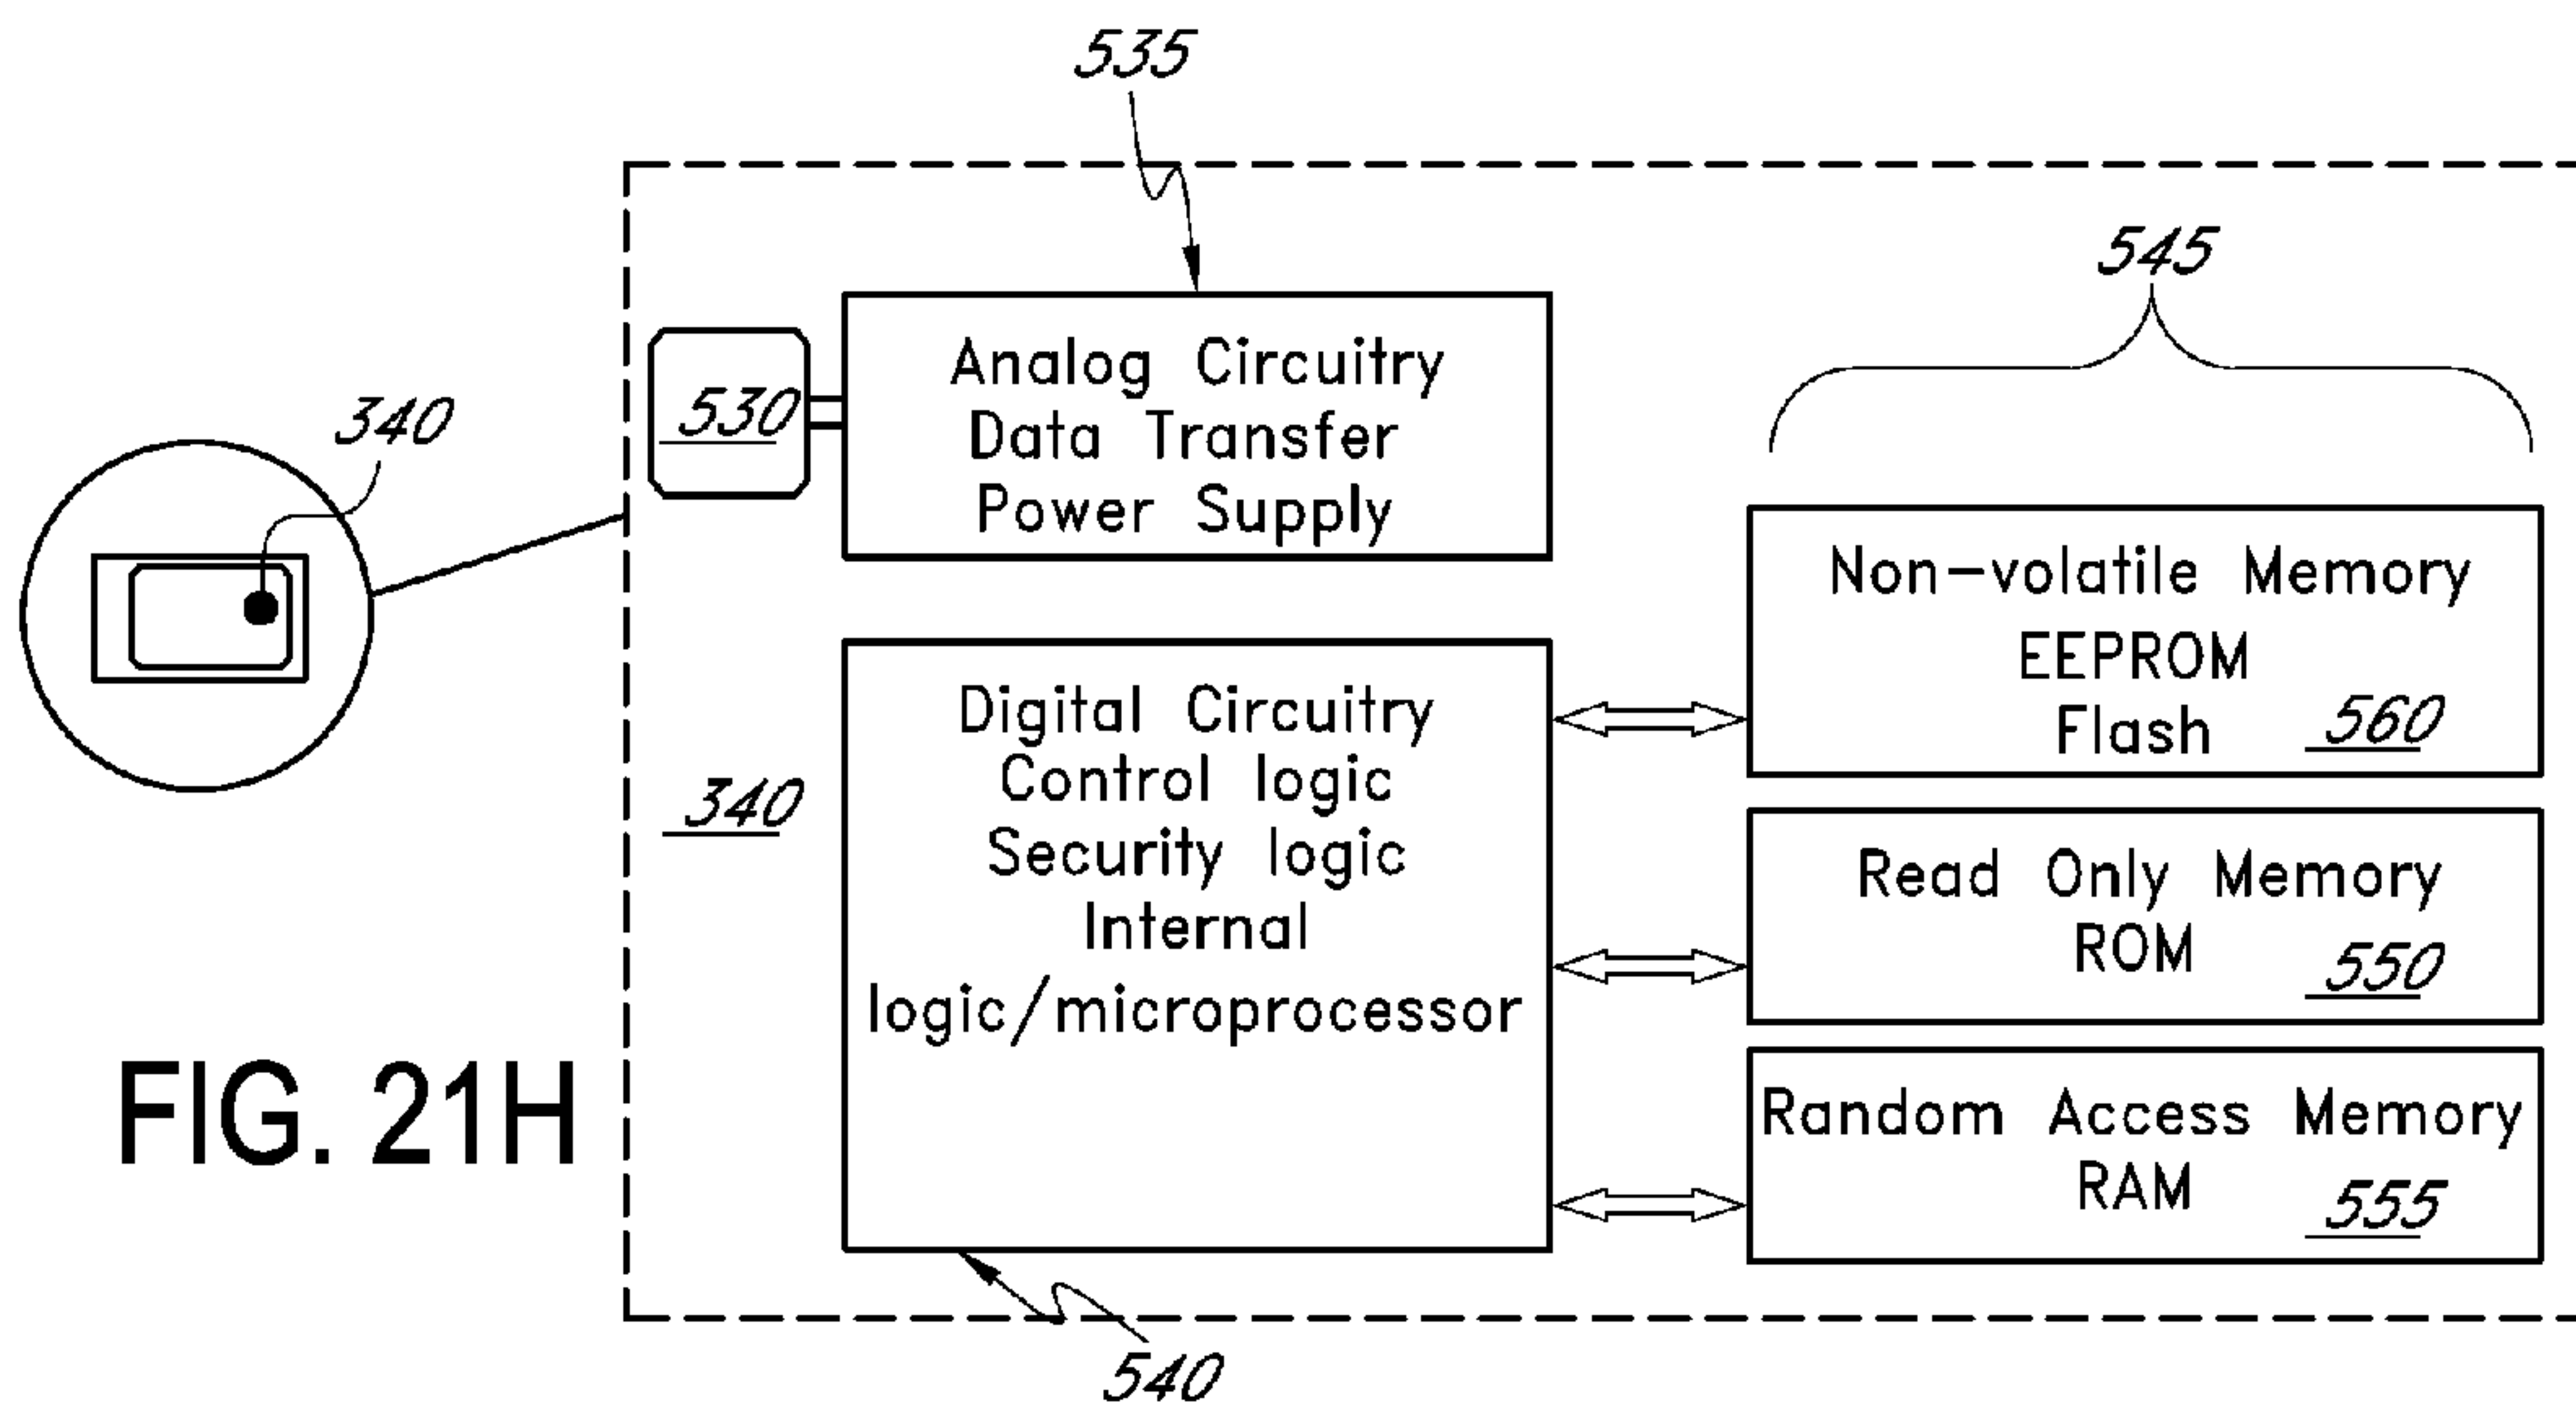 535
545
340
530
Analog Circuitry
Data Transfer
Power Supply
Non-volatile Memory
EEPROM
Flash
560
340
Digital Circuitry
Control logic
Security logic
Internal
logic/microprocessor
Read Only Memory
ROM
550
Random Access Memory
RAM
555
FIG. 21H
540